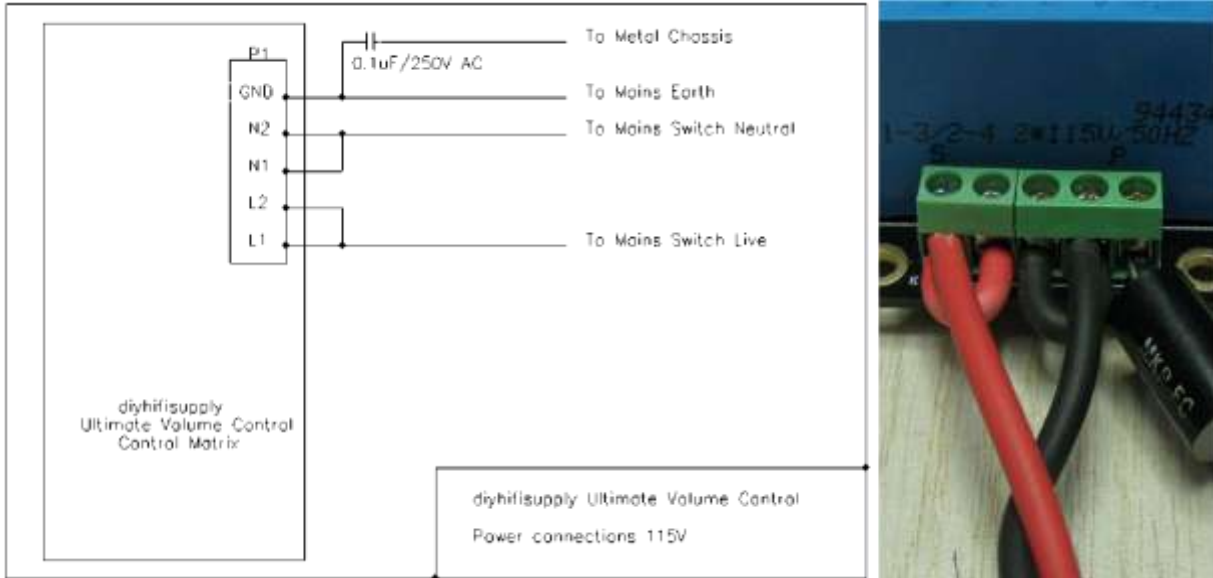 P1
GND
N2
N1
L2
L1
To Metal Chassis
0.1uF/250V AC
To Mains Earth
To Mains Switch Neutral
To Mains Switch Live
diyhifisupply
Ultimate Volume Control
Control Matrix
diyhifisupply Ultimate Volume Control
Power connections 115V
94434
1-3/2-4 2*115V 50HZ
S P